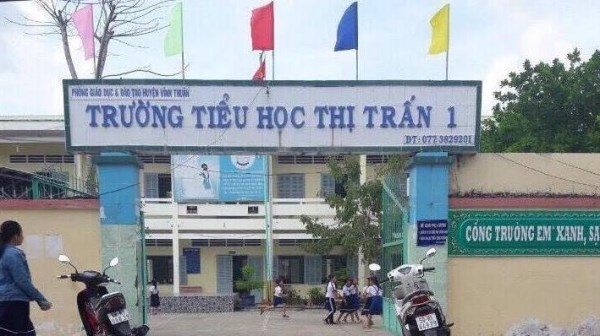 PHÒNG GIÁO DỤC & ĐÀO TẠO HUYỆN VĨNH THUẬN
TRƯỜNG TIỂU HỌC THỊ TRẤN 1
ĐT: 077-3829201
CỔNG TRƯỜNG EM XANH, SẠ